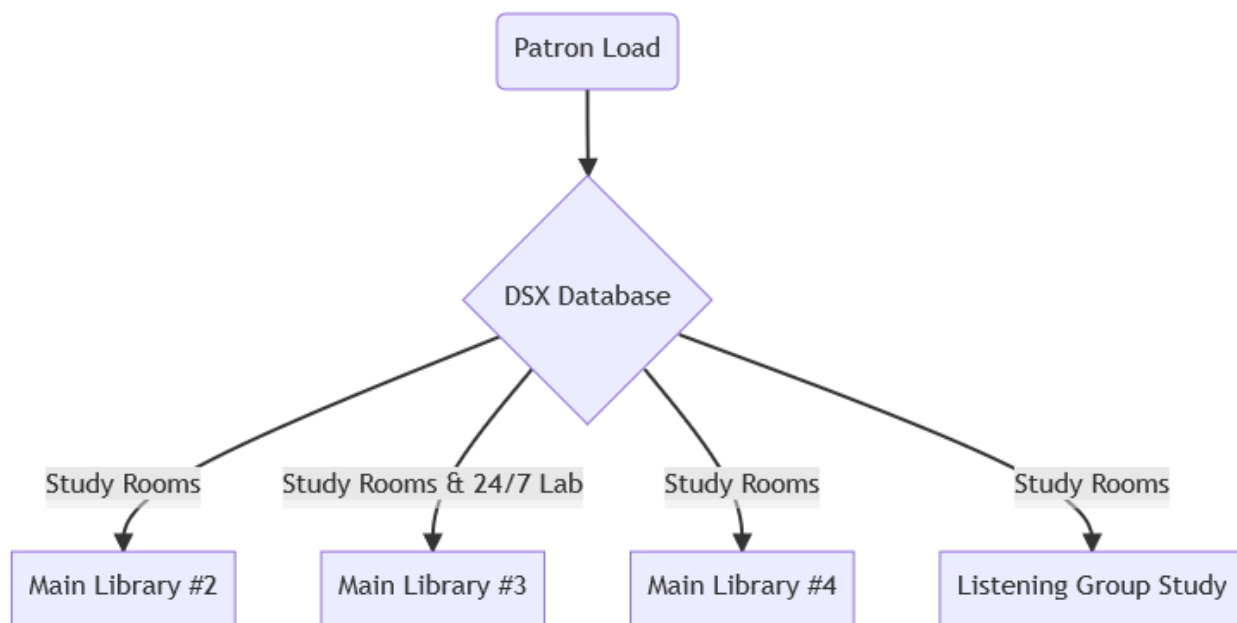 Patron Load
DSX Database
Study Rooms
Study Rooms & 24/7 Lab
Study Rooms
Study Rooms
Main Library #2
Main Library #3
Main Library #4
Listening Group Study